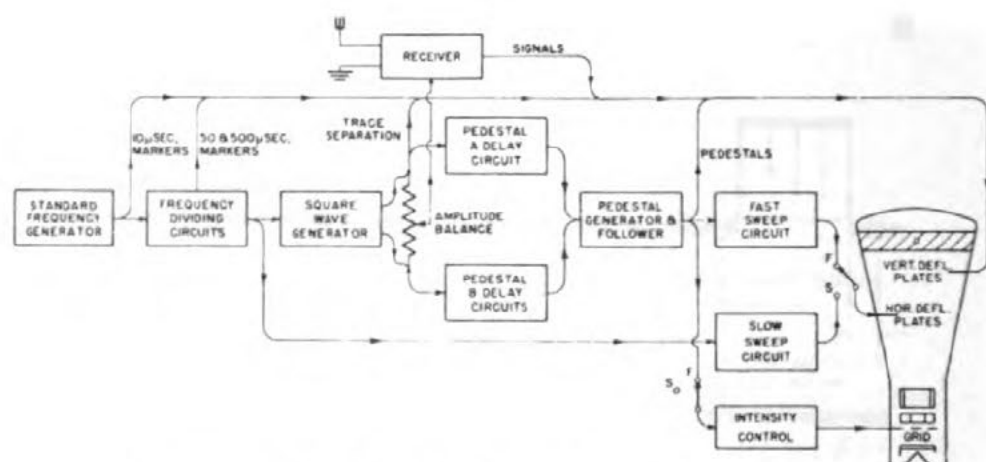 RECEIVER
SIGNALS
10µSEC,
MARKERS
50 & 500µSEC,
MARKERS
TRACE
SEPARATION
PEDESTAL
A DELAY
CIRCUIT
PEDESTALS
STANDARD
FREQUENCY
GENERATOR
FREQUENCY
DIVIDING
CIRCUITS
SQUARE
WAVE
GENERATOR
AMPLITUDE
BALANCE
PEDESTAL
GENERATOR &
FOLLOWER
FAST
SWEEP
CIRCUIT
F
S
VERT. DEFL.
PLATES
HOR. DEFL.
PLATES
PEDESTAL
B DELAY
CIRCUITS
SLOW
SWEEP
CIRCUIT
F
S
INTENSITY
CONTROL
GRID